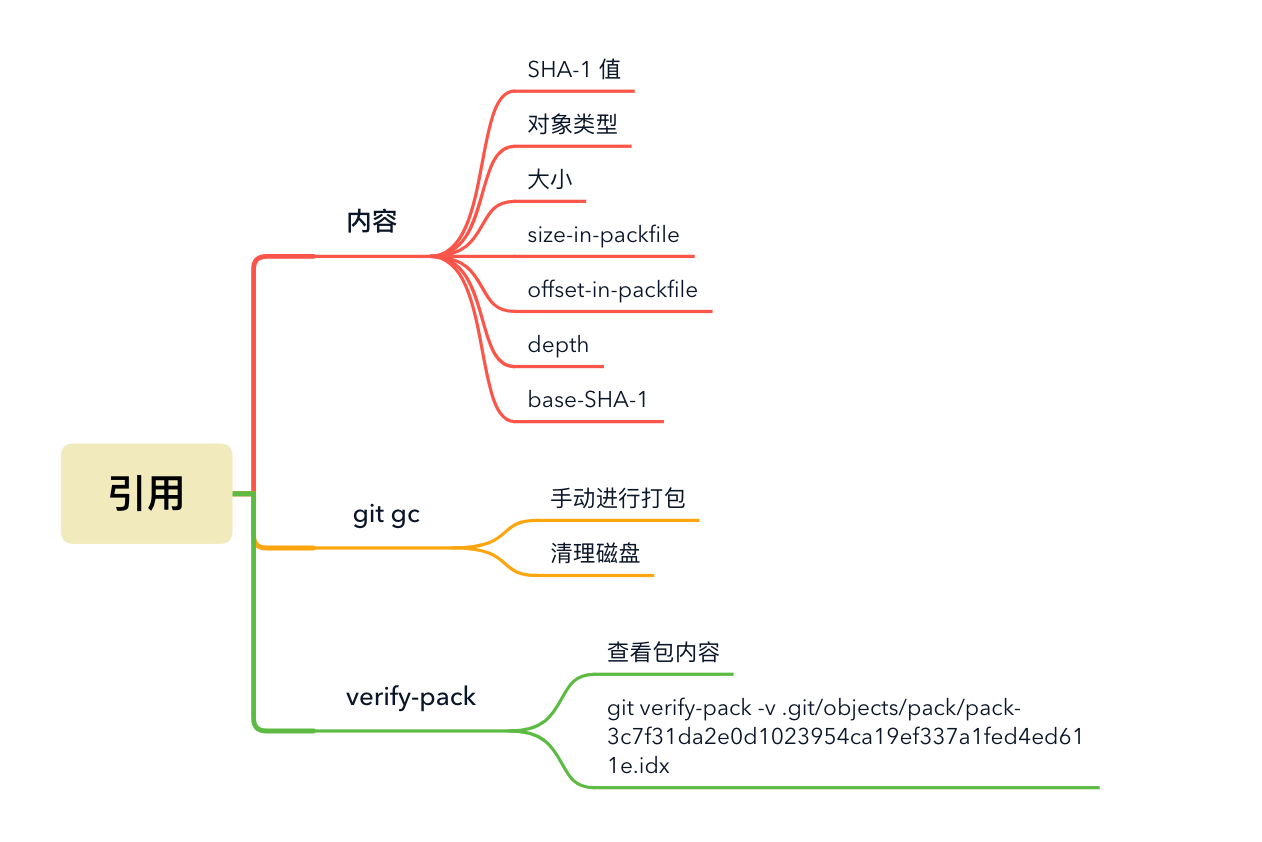 引用
内容
SHA-1 值
对象类型
大小
size-in-packfile
offset-in-packfile
depth
base-SHA-1
git gc
手动进行打包
清理磁盘
verify-pack
查看包内容
git verify-pack -v .git/objects/pack/pack-
3c7f31da2e0d1023954ca19ef337a1fed4ed61
1e.idx